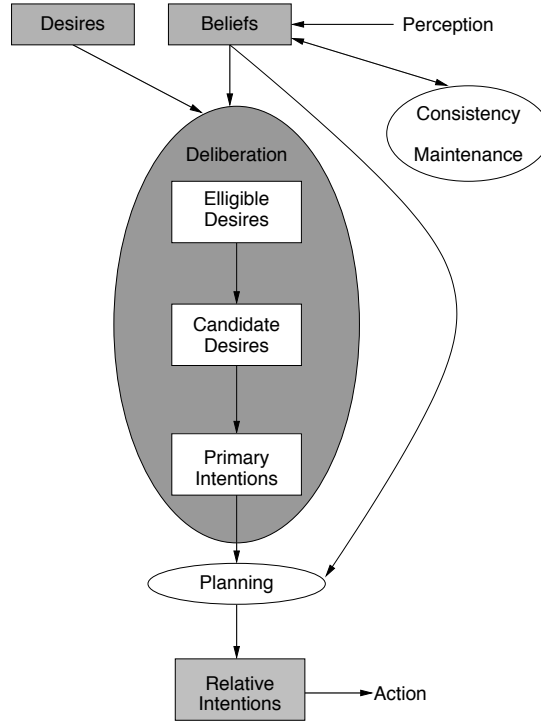 Desires
Beliefs
Perception
Consistency
Maintenance
Deliberation
Elligible
Desires
Candidate
Desires
Primary
Intentions
Planning
Relative
Intentions
Action